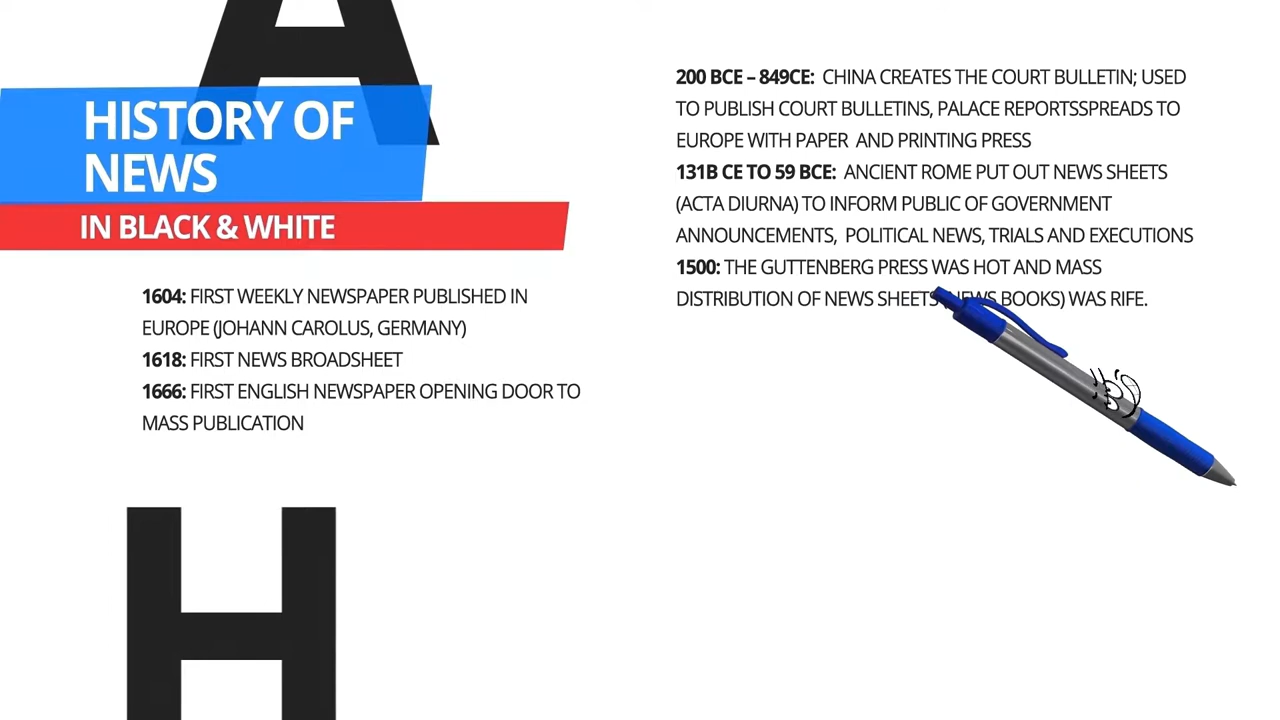 A
HISTORY OF
NEWS
IN BLACK & WHITE
1604: FIRST WEEKLY NEWSPAPER PUBLISHED IN
EUROPE (JOHANN CAROLUS, GERMANY)
1618: FIRST NEWS BROADSHEET
1666: FIRST ENGLISH NEWSPAPER OPENING DOOR TO
MASS PUBLICATION
H
200 BCE – 849CE: CHINA CREATES THE COURT BULLETIN; USED
TO PUBLISH COURT BULLETINS, PALACE REPORTSSPREADS TO
EUROPE WITH PAPER AND PRINTING PRESS
131B CE TO 59 BCE: ANCIENT ROME PUT OUT NEWS SHEETS
(ACTA DIURNA) TO INFORM PUBLIC OF GOVERNMENT
ANNOUNCEMENTS, POLITICAL NEWS, TRIALS AND EXECUTIONS
1500: THE GUTTENBERG PRESS WAS HOT AND MASS
DISTRIBUTION OF NEWS SHEETS (NEWS BOOKS) WAS RIFE.